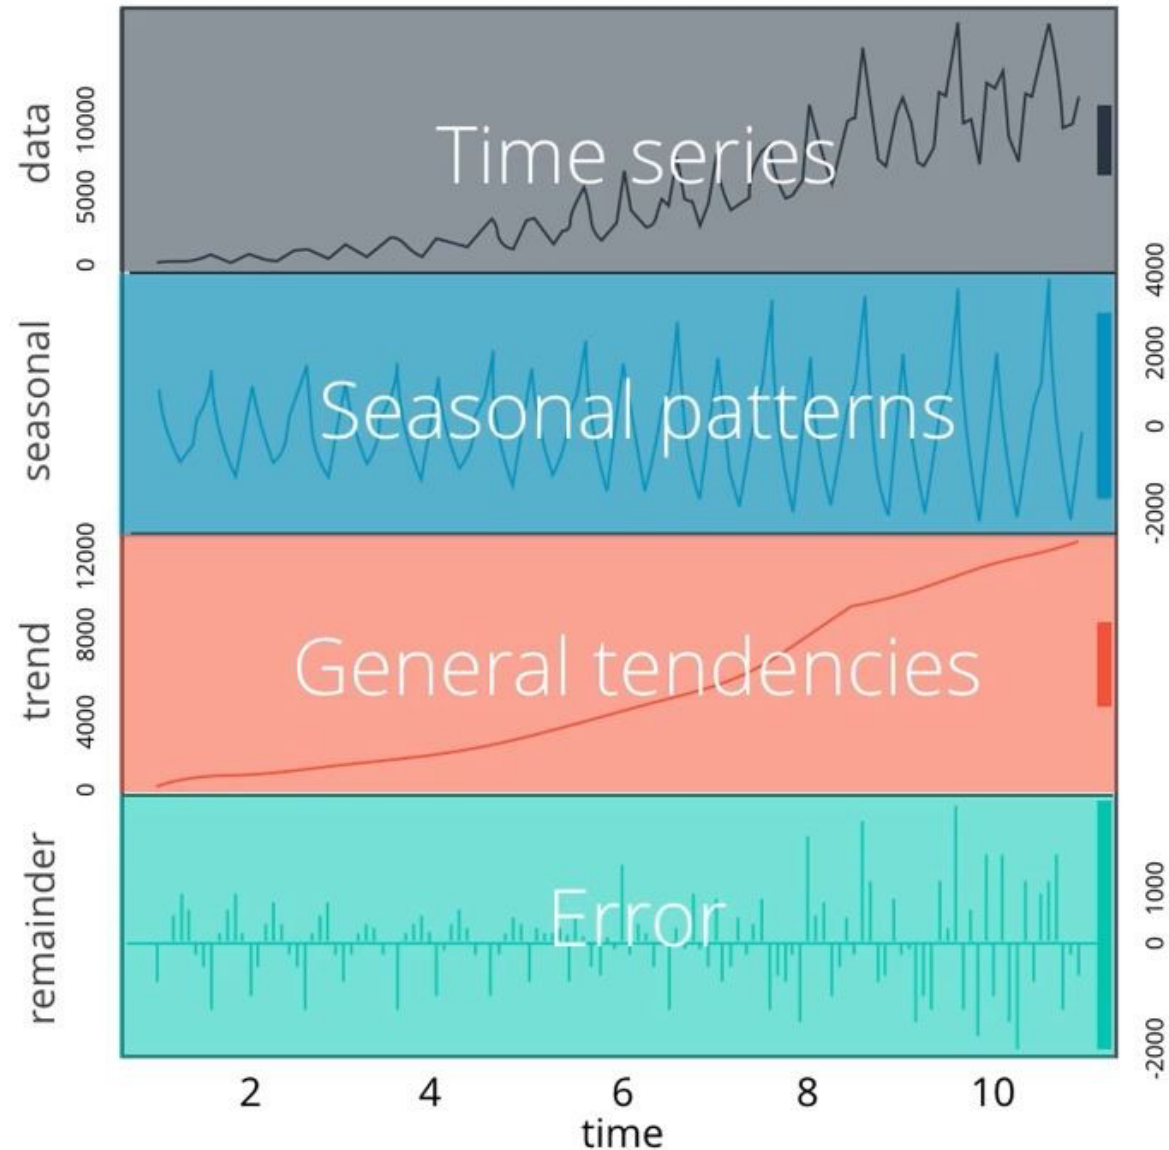 data
0 5000 10000
Time series
seasonal
Seasonal patterns
-2000 0 2000 4000
trend
0 4000 8000 12000
General tendencies
remainder
Error
-2000 0 1000
2 4 6 8 10
time